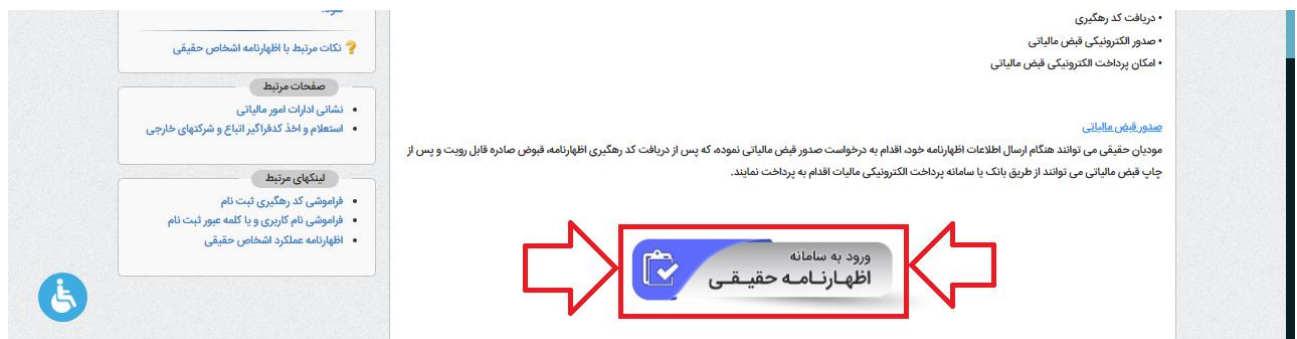 • دریافت کد رهگیری
• صدور الکترونیکی قبض مالیاتی
• امکان پرداخت الکترونیکی قبض مالیاتی
صدور قبض مالیاتی
مودیان حقیقی می توانند هنگام ارسال اطلاعات اظهارنامه خود، اقدام به درخواست صدور قبض مالیاتی نموده، که پس از دریافت کد رهگیری اظهارنامه، قبوض صادره قابل رویت و پس از
چاپ قبض مالیاتی می توانند از طریق بانک یا سامانه پرداخت الکترونیکی مالیات اقدام به پرداخت نمایند.
ورود به سامانه
اظهـارنـامـه حقیـقـی
نکات مرتبط با اظهارنامه اشخاص حقیقی
صفحات مرتبط
• نشانی ادارات امور مالیاتی
• استعلام و اخذ کدفراگیر اتباع و شرکتهای خارجی
لینکهای مرتبط
• فراموشی کد رهگیری ثبت نام
• فراموشی نام کاربری و یا کلمه عبور ثبت نام
• اظهارنامه عملکرد اشخاص حقیقی